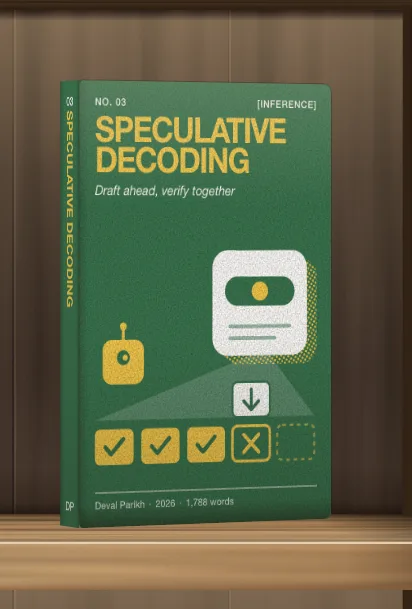 03 SPECULATIVE DECODING
DP
NO. 03
[INFERENCE]
SPECULATIVE
DECODING
Draft ahead, verify together
Deval Parikh · 2026 · 1,788 words